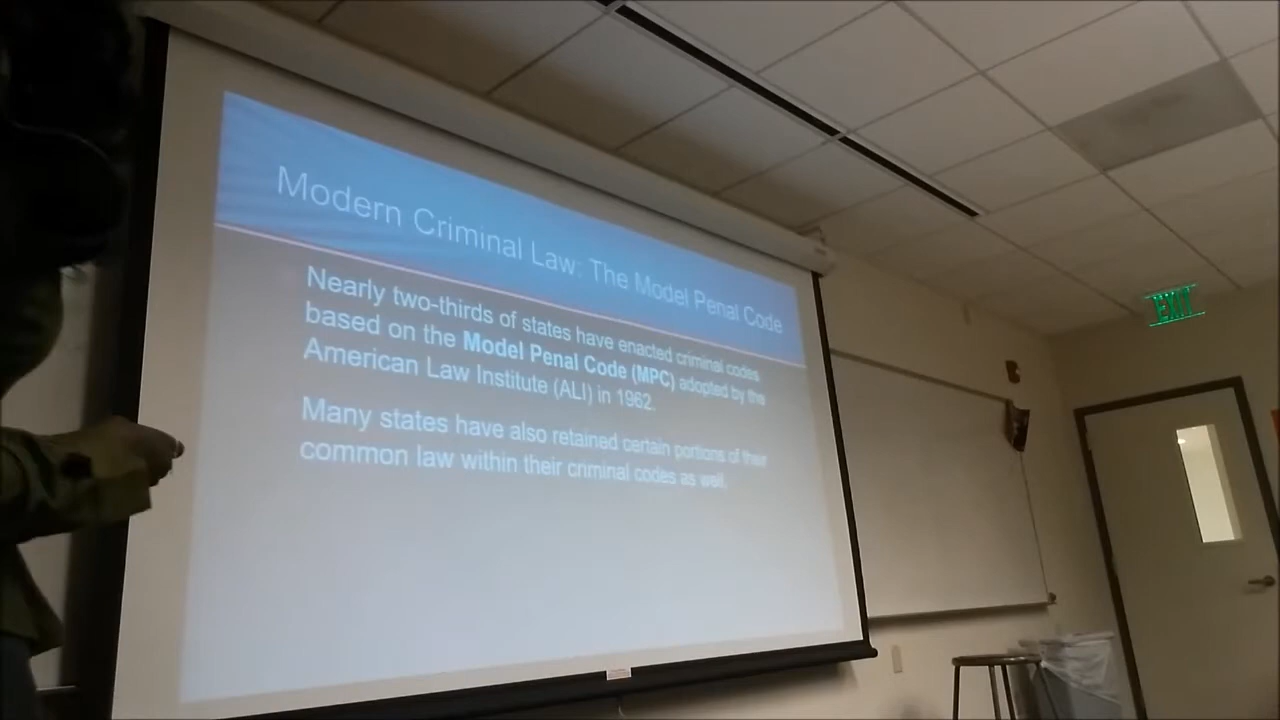 Modern Criminal Law: The Model Penal Code
Nearly two-thirds of states have enacted criminal codes
based on the Model Penal Code (MPC) adopted by the
American Law Institute (ALI) in 1962.
Many states have also retained certain portions of their
common law within their criminal codes as well.
EXIT